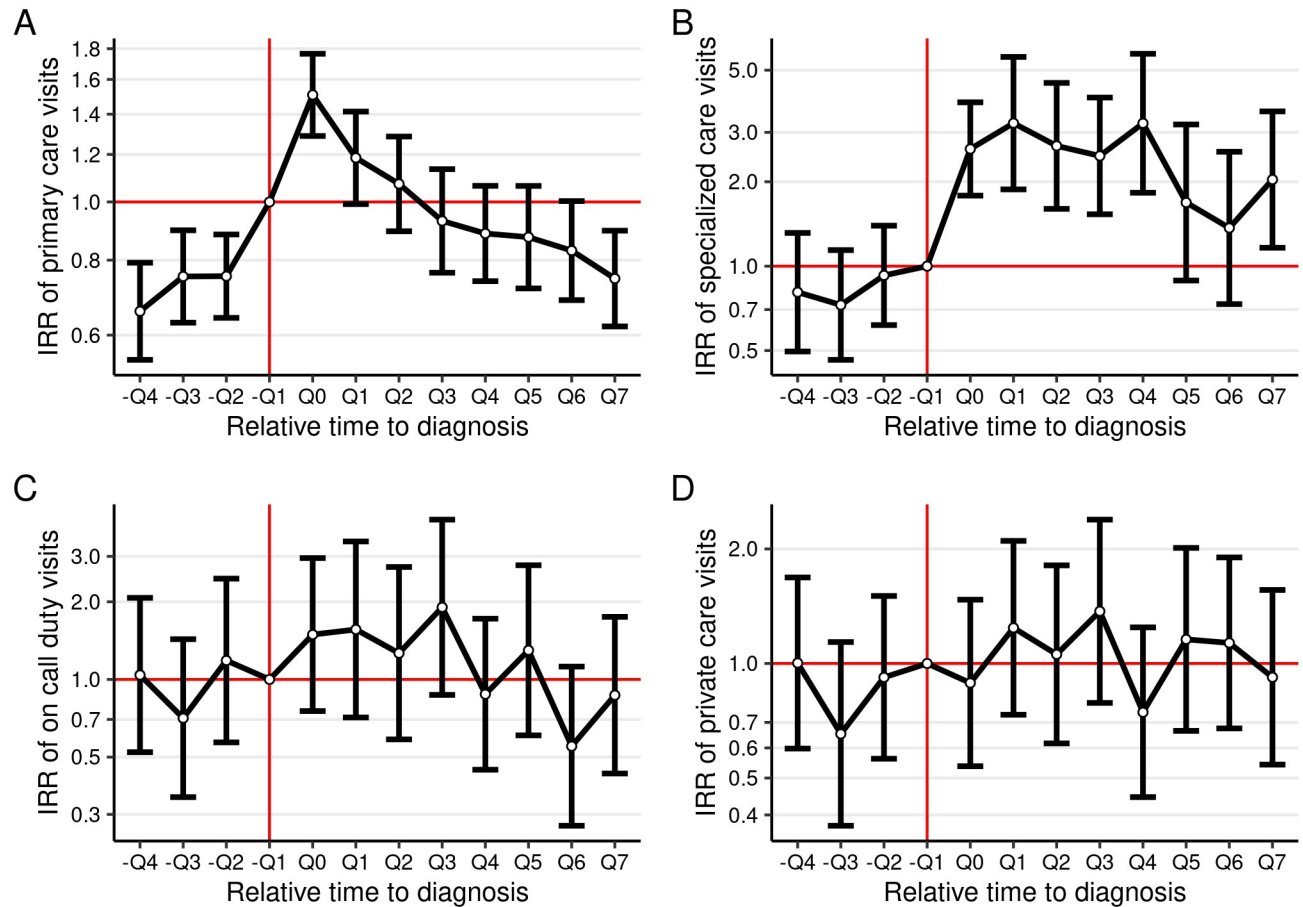 A
IRR of primary care visits
1.8
1.6
1.4
1.2
1.0
0.8
0.6
-Q4 -Q3 -Q2 -Q1 Q0 Q1 Q2 Q3 Q4 Q5 Q6 Q7
Relative time to diagnosis
B
IRR of specialized care visits
5.0
3.0
2.0
1.0
0.7
0.5
-Q4 -Q3 -Q2 -Q1 Q0 Q1 Q2 Q3 Q4 Q5 Q6 Q7
Relative time to diagnosis
C
IRR of on call duty visits
3.0
2.0
1.0
0.7
0.5
0.3
-Q4 -Q3 -Q2 -Q1 Q0 Q1 Q2 Q3 Q4 Q5 Q6 Q7
Relative time to diagnosis
D
IRR of private care visits
2.0
1.0
0.7
0.6
0.5
0.4
-Q4 -Q3 -Q2 -Q1 Q0 Q1 Q2 Q3 Q4 Q5 Q6 Q7
Relative time to diagnosis